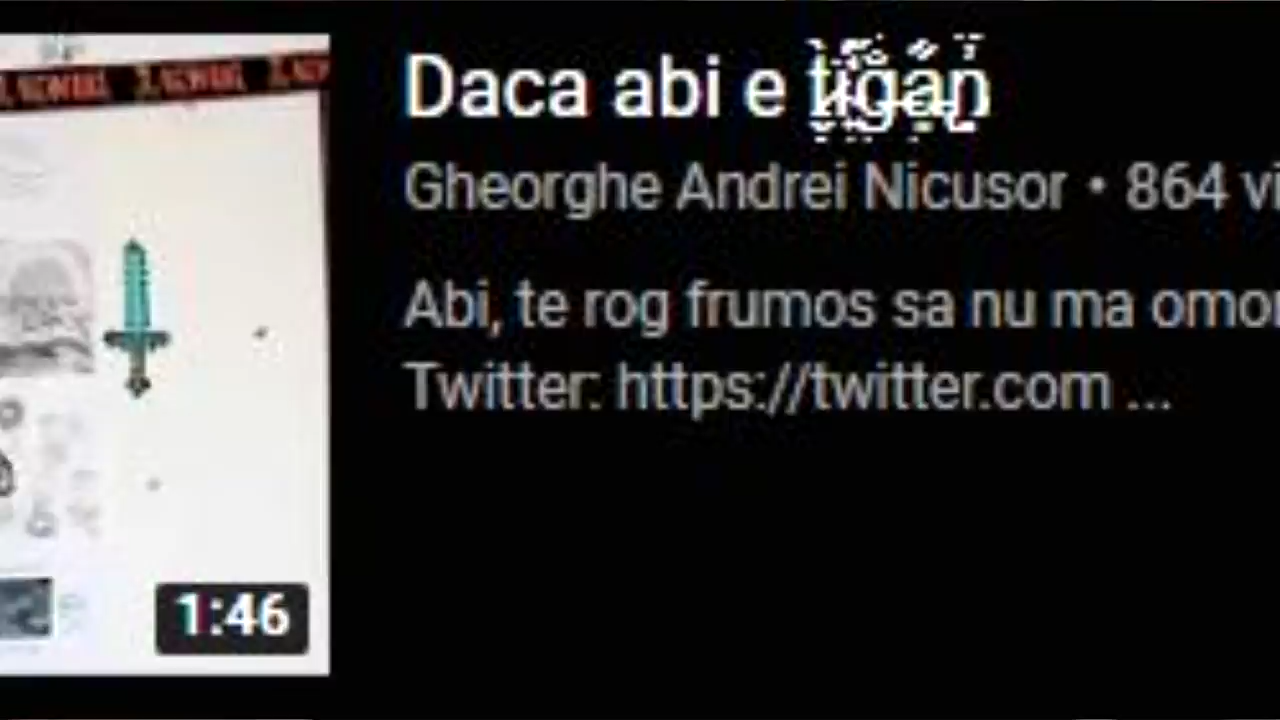 Daca abi e țigan
Gheorghe Andrei Nicusor • 864 vi
Abi, te rog frumos sa nu ma omor
Twitter: https://twitter.com ...
1:46